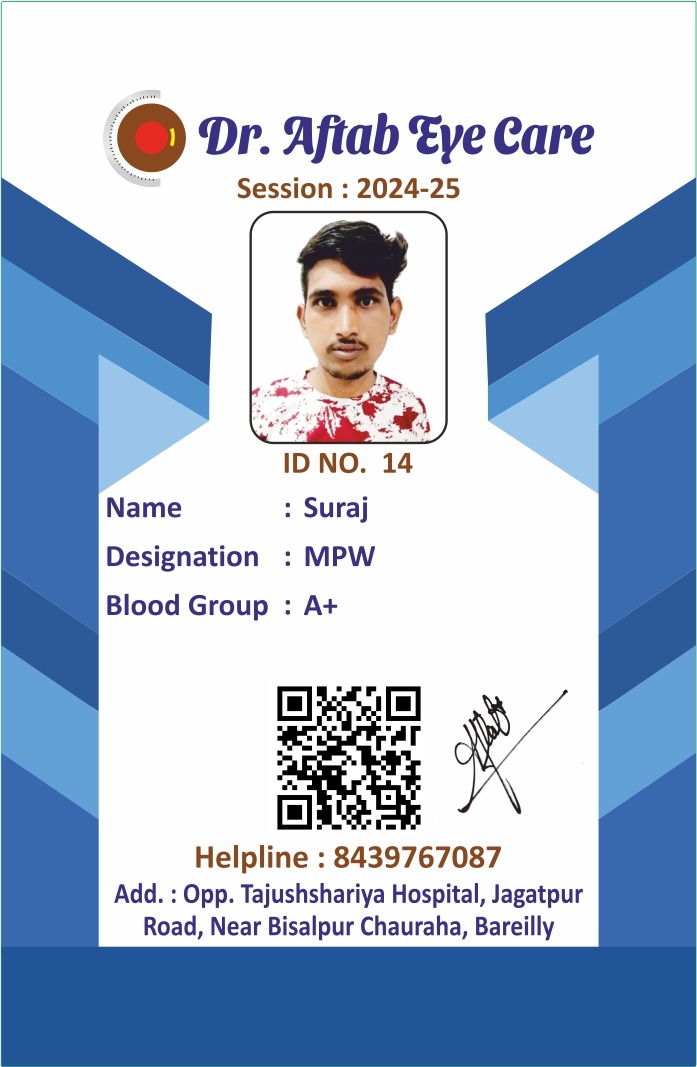 Dr. Aftab Eye Care
Session : 2024-25
ID NO. 14
Name : Suraj
Designation : MPW
Blood Group : A+
Helpline : 8439767087
Add. : Opp. Tajushshariya Hospital, Jagatpur
Road, Near Bisalpur Chauraha, Bareilly